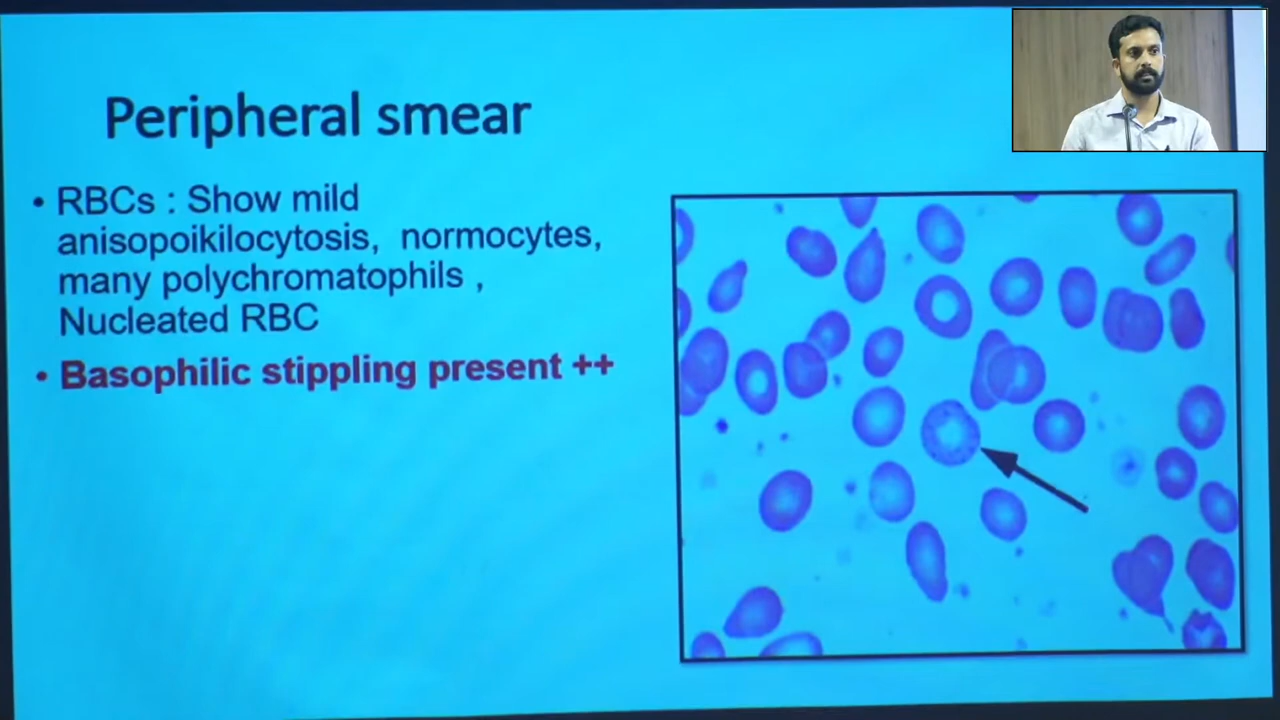 Peripheral smear
• RBCs : Show mild
anisopoikilocytosis, normocytes,
many polychromatophils ,
Nucleated RBC
• Basophilic stippling present ++